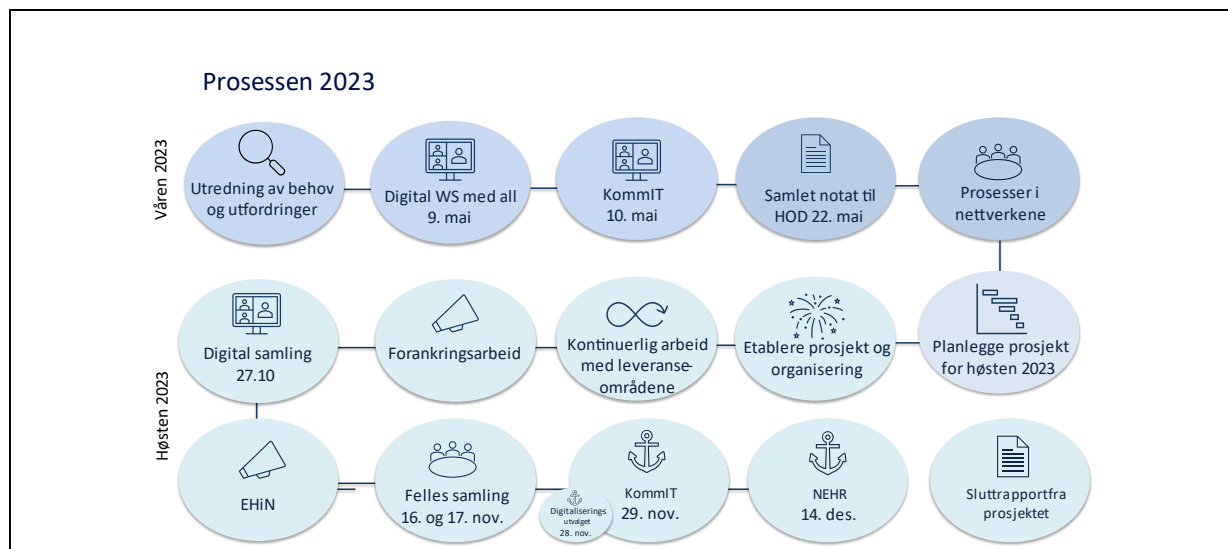 Prosessen 2023
Våren 2023
Utredning av behov
og utfordringer
Digital WS med all
9. mai
KommIT
10. mai
Samlet notat til
HOD 22. mai
Prosesser i
nettverkene
Høsten 2023
Digital samling
27.10
Forankringsarbeid
Kontinuerlig arbeid
med leveranse-
områdene
Etablere prosjekt og
organisering
Planlegge prosjekt
for høsten 2023
EHiN
Felles samling
16. og 17. nov.
Digitaliserings
utvalget
28. nov.
KommIT
29. nov.
NEHR
14. des.
Sluttrapportfra
prosjektet